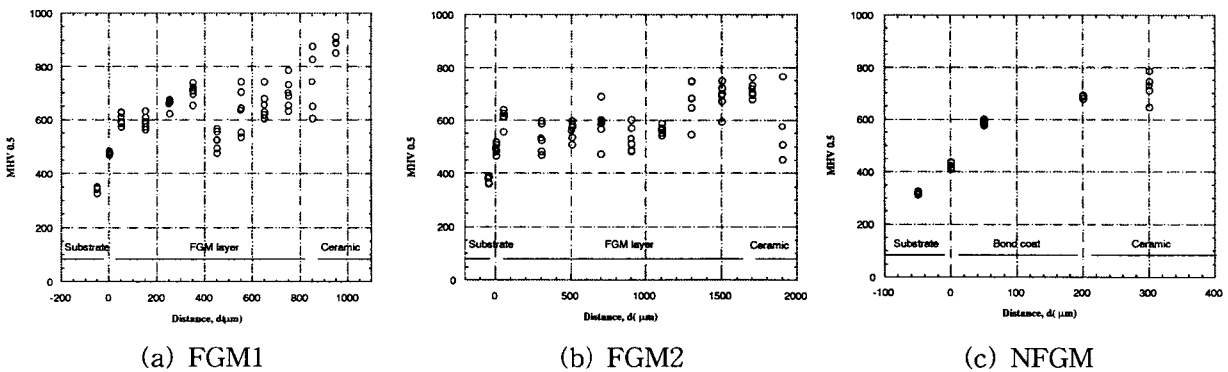 1000
800
600
400
200
0
MHV 0.5
Substrate FGM layer Ceramic
-200 0 200 400 600 800 1000
Distance, d(μm)
(a) FGM1
1000
800
600
400
200
0
MHV 0.5
Substrate FGM layer Ceramic
0 500 1000 1500 2000
Distance, d( μm)
(b) FGM2
1000
800
600
400
200
0
MHV 0.5
Substrate Bond coat Ceramic
-100 0 100 200 300 400
Distance, d( μm)
(c) NFGM